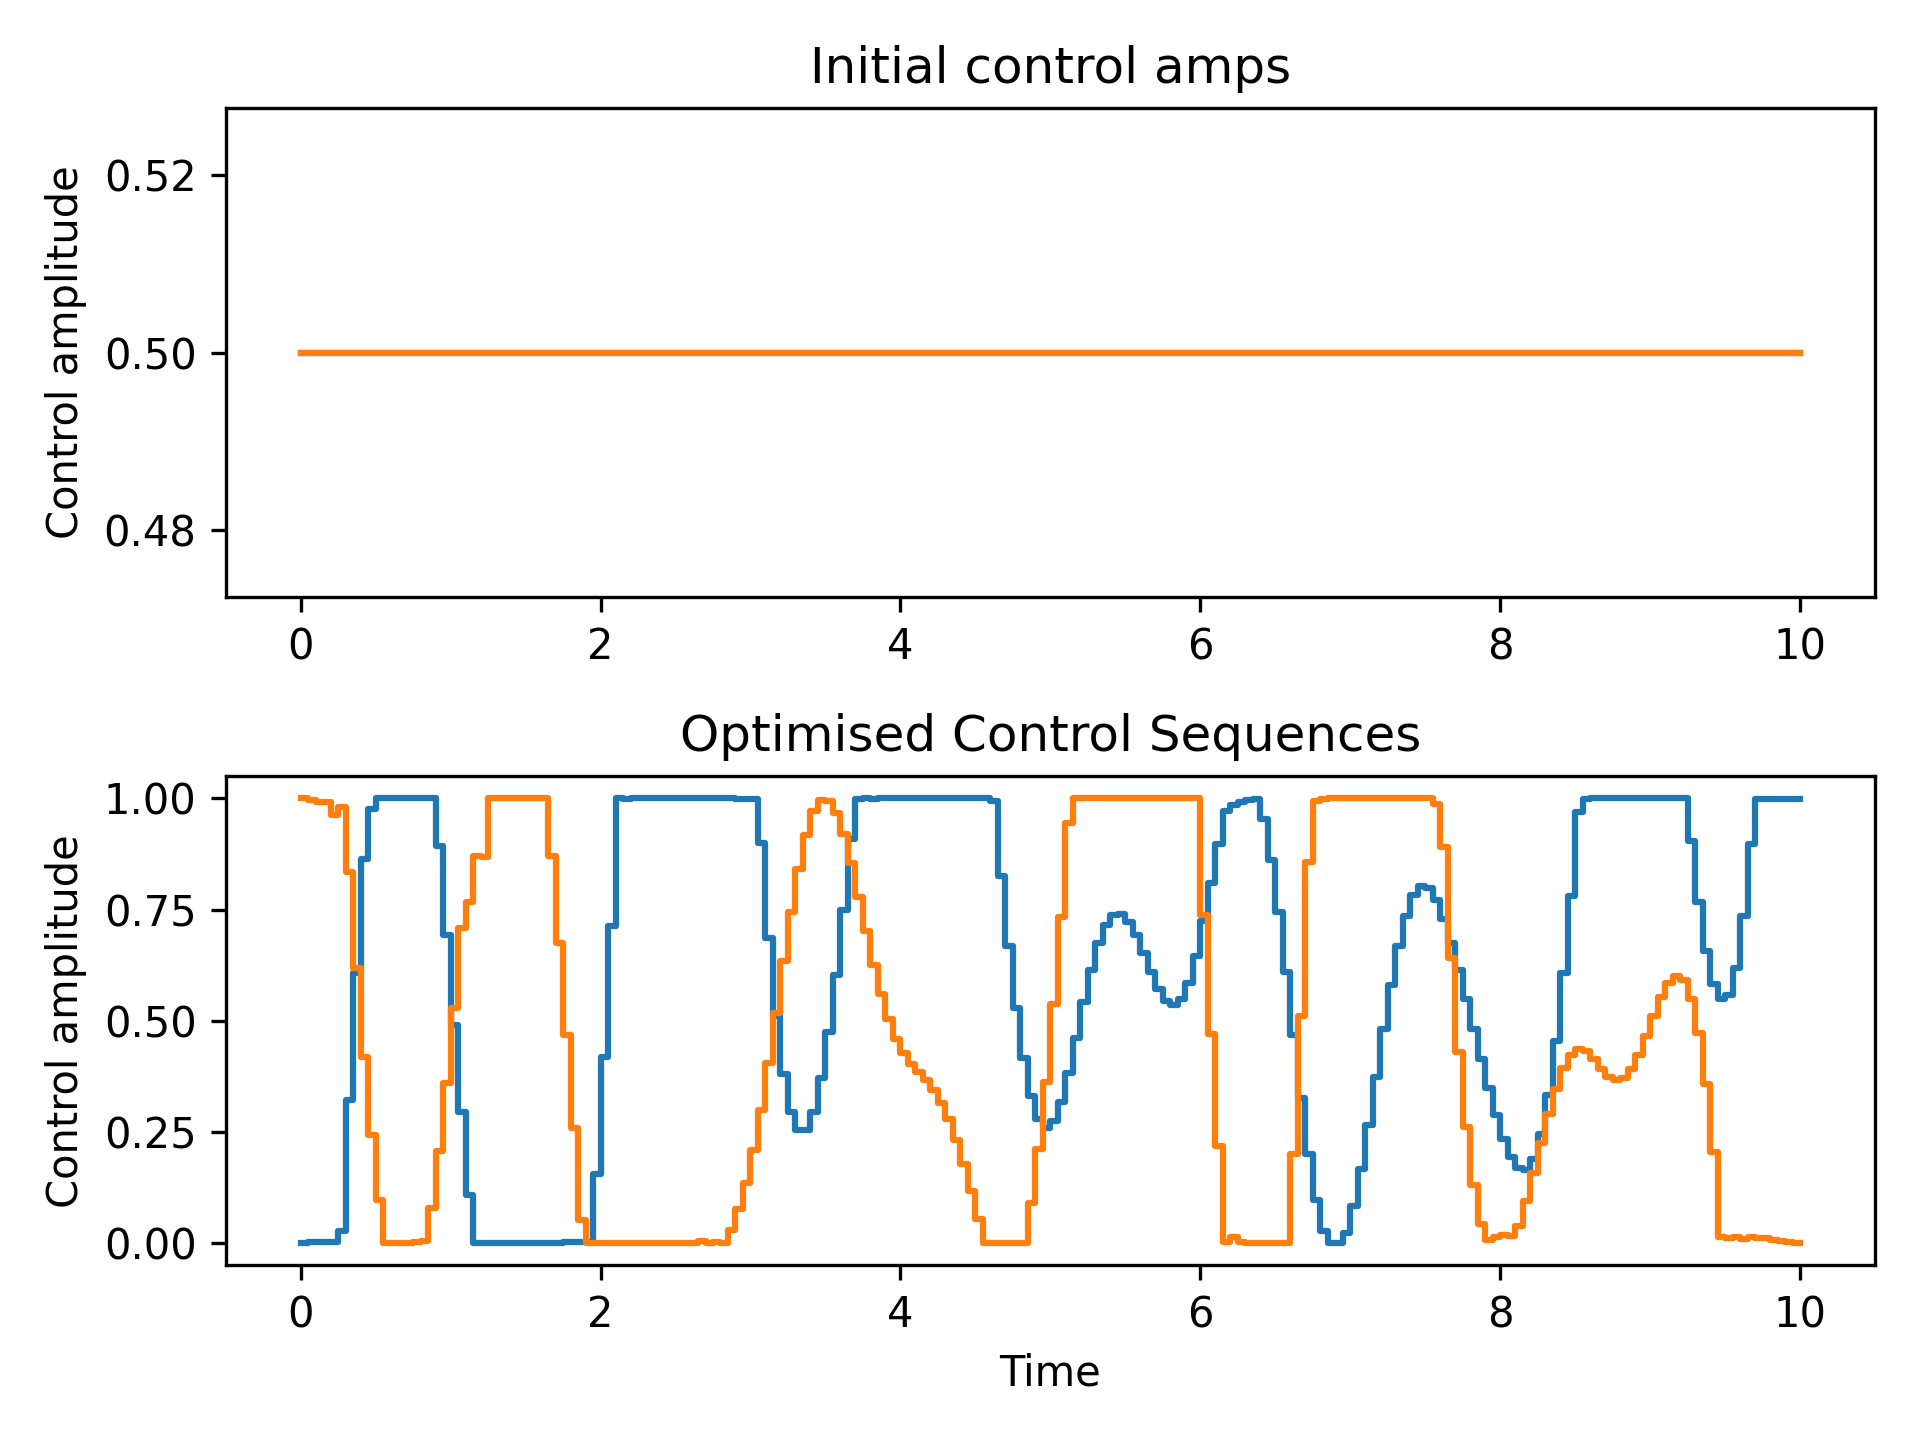 Initial control amps
Control amplitude
0.52
0.50
0.48
0 2 4 6 8 10
Optimised Control Sequences
Control amplitude
1.00
0.75
0.50
0.25
0.00
0 2 4 6 8 10
Time